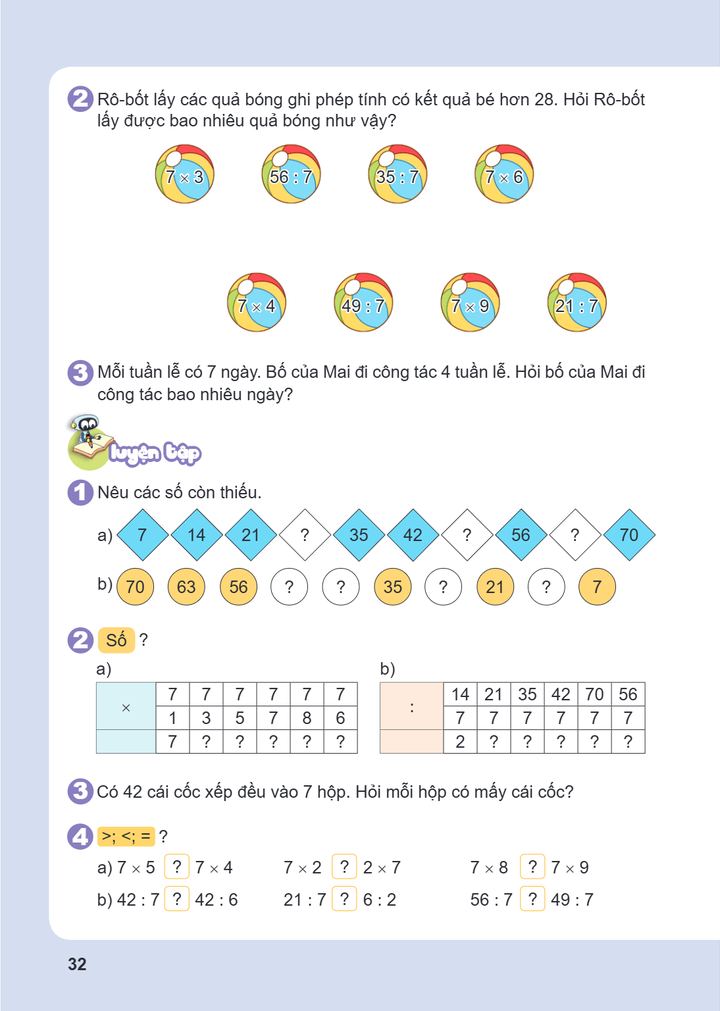 2 Rô-bốt lấy các quả bóng ghi phép tính có kết quả bé hơn 28. Hỏi Rô-bốt
lấy được bao nhiêu quả bóng như vậy?
7 × 3 56 : 7 35 : 7 7 × 6
7 × 4 49 : 7 7 × 9 21 : 7
3 Mỗi tuần lễ có 7 ngày. Bố của Mai đi công tác 4 tuần lễ. Hỏi bố của Mai đi
công tác bao nhiêu ngày?
luyện tập
1 Nêu các số còn thiếu.
a) 7 14 21 ? 35 42 ? 56 ? 70
b) 70 63 56 ? ? 35 ? 21 ? 7
2 Số ?
a)
× 7 7 7 7 7 7
1 3 5 7 8 6
7 ? ? ? ? ?
b)
: 14 21 35 42 70 56
7 7 7 7 7 7
2 ? ? ? ? ?
3 Có 42 cái cốc xếp đều vào 7 hộp. Hỏi mỗi hộp có mấy cái cốc?
4 >; <; = ?
a) 7 × 5 ? 7 × 4 7 × 2 ? 2 × 7 7 × 8 ? 7 × 9
b) 42 : 7 ? 42 : 6 21 : 7 ? 6 : 2 56 : 7 ? 49 : 7
32